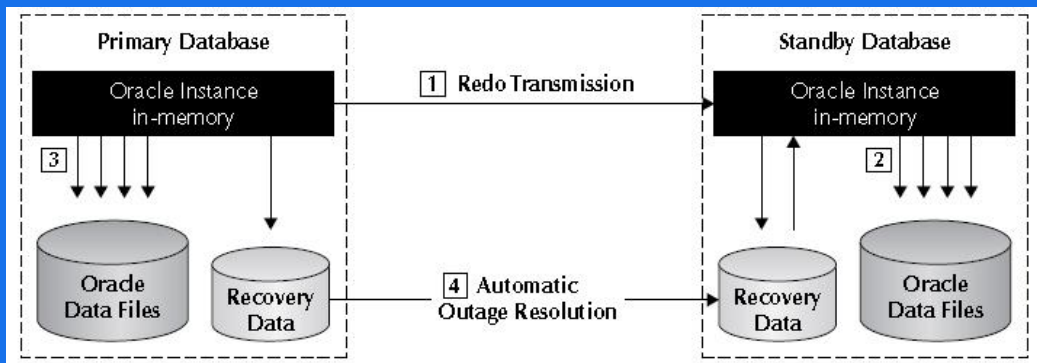 Primary Database
Oracle Instance
in-memory
3
Oracle
Data Files
Recovery
Data
1 Redo Transmission
4 Automatic
Outage Resolution
Standby Database
Oracle Instance
in-memory
2
Recovery
Data
Oracle
Data Files